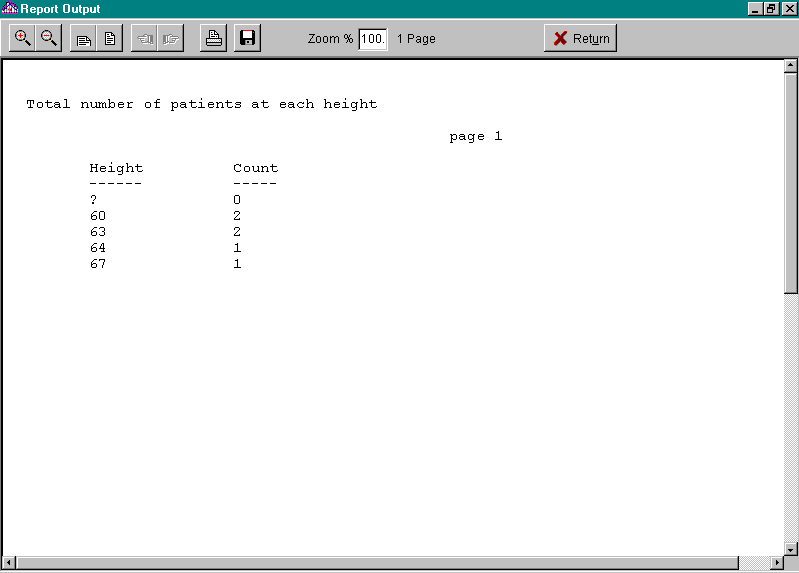 Report Output
Zoom % 100. 1 Page Return
Total number of patients at each height
page 1
Height Count
------ -----
? 0
60 2
63 2
64 1
67 1